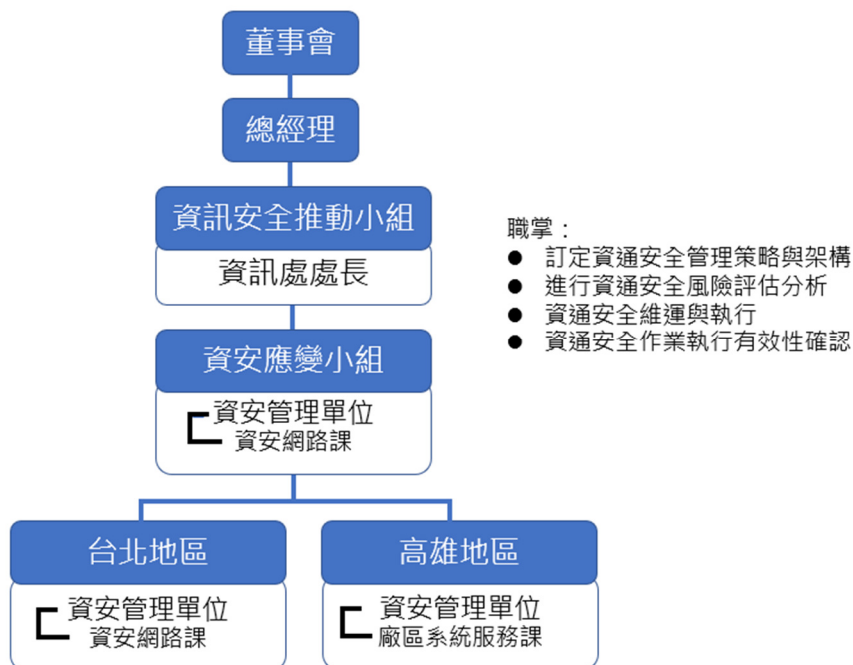 董事會
總經理
資訊安全推動小組
資訊處處長
資安應變小組
資安管理單位
資安網路課
台北地區
資安管理單位
資安網路課
高雄地區
資安管理單位
廠區系統服務課
職掌：
● 訂定資通安全管理策略與架構
● 進行資通安全風險評估分析
● 資通安全維運與執行
● 資通安全作業執行有效性確認